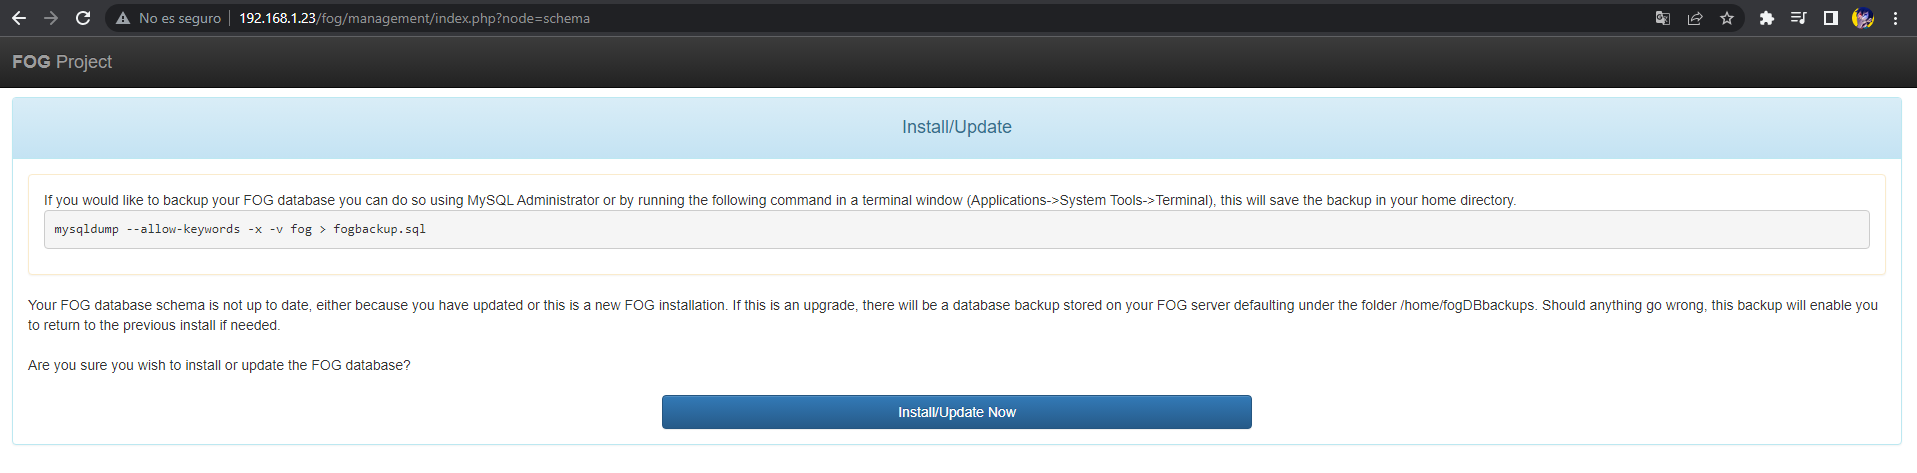 No es seguro 192.168.1.23/fog/management/index.php?node=schema
FOG Project
Install/Update
If you would like to backup your FOG database you can do so using MySQL Administrator or by running the following command in a terminal window (Applications->System Tools->Terminal), this will save the backup in your home directory.
mysqldump --allow-keywords -x -v fog > fogbackup.sql
Your FOG database schema is not up to date, either because you have updated or this is a new FOG installation. If this is an upgrade, there will be a database backup stored on your FOG server defaulting under the folder /home/fogDBbackups. Should anything go wrong, this backup will enable you
to return to the previous install if needed.
Are you sure you wish to install or update the FOG database?
Install/Update Now